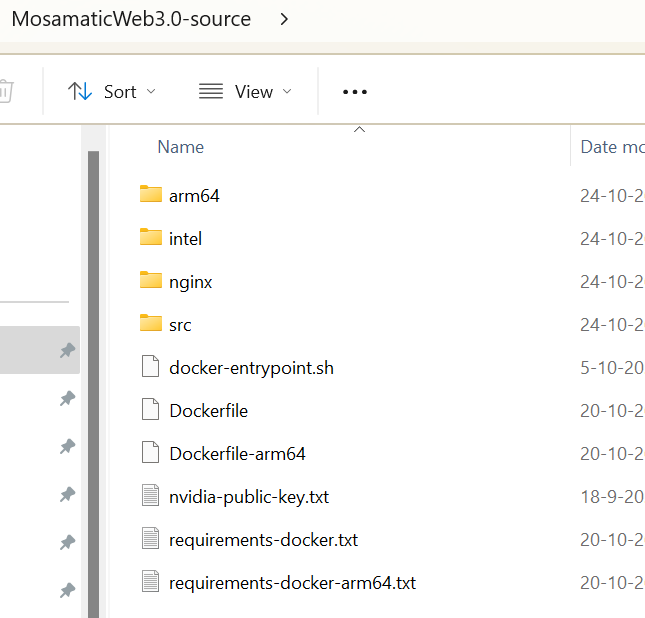 MosamaticWeb3.0-source
Sort View
Name Date mo
arm64 24-10-2
intel 24-10-2
nginx 24-10-2
src 24-10-2
docker-entrypoint.sh 5-10-20
Dockerfile 20-10-2
Dockerfile-arm64 20-10-2
nvidia-public-key.txt 18-9-20
requirements-docker.txt 20-10-2
requirements-docker-arm64.txt 20-10-2